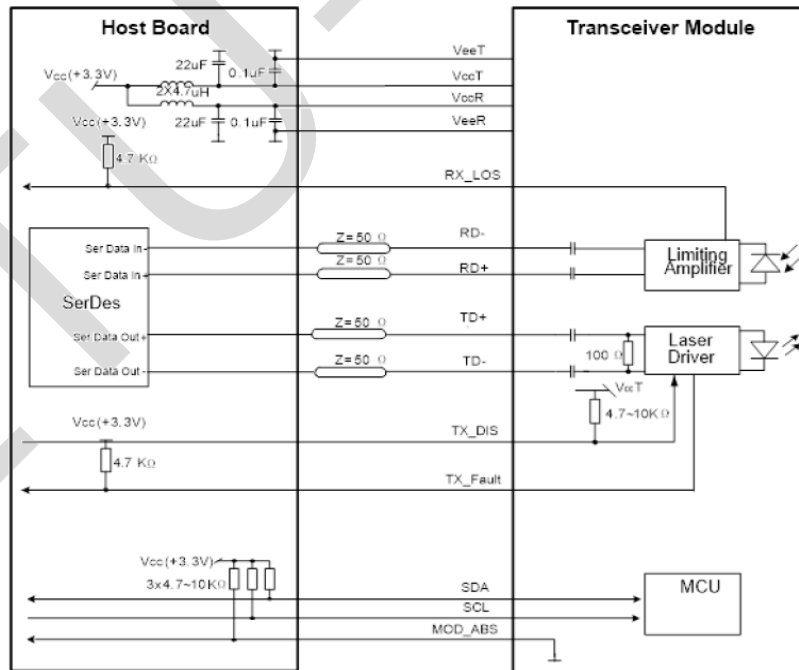 Host Board
Transceiver Module
VeeT
22uF
0.1uF
Vcc(+3.3V)
VccT
2X4.7uH
VccR
Vcc(+3.3V)
22uF
0.1uF
VeeR
4.7 KΩ
RX_LOS
Z=50 Ω
RD-
Ser Data In-
Z=50 Ω
Limiting
Amplifier
Ser Data In+
RD+
SerDes
Z=50 Ω
TD+
Ser Data Out+
Laser
Driver
100 Ω
Z=50 Ω
TD-
Ser Data Out -
VccT
4.7~10KΩ
Vcc(+3.3V)
TX_DIS
4.7 KΩ
TX_Fault
Vcc(+3.3V)
3x4.7~10KΩ
SDA
MCU
SCL
MOD_ABS